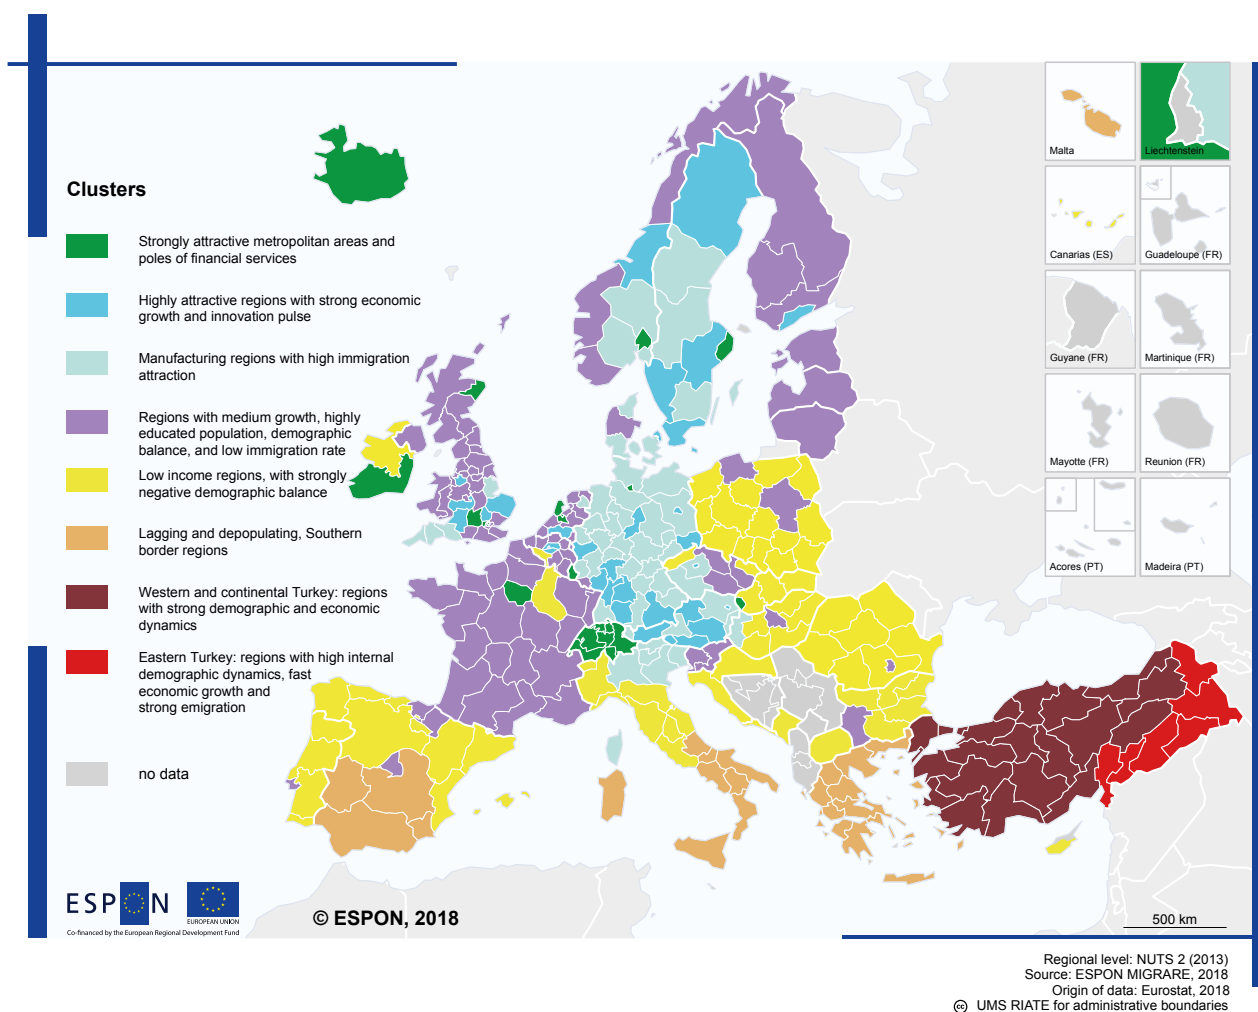 Clusters
Strongly attractive metropolitan areas and
poles of financial services
Highly attractive regions with strong economic
growth and innovation pulse
Manufacturing regions with high immigration
attraction
Regions with medium growth, highly
educated population, demographic
balance, and low immigration rate
Low income regions, with strongly
negative demographic balance
Lagging and depopulating, Southern
border regions
Western and continental Turkey: regions
with strong demographic and economic
dynamics
Eastern Turkey: regions with high internal
demographic dynamics, fast
economic growth and
strong emigration
no data
Malta
Liechtenstein
Canarias (ES)
Guadeloupe (FR)
Guyane (FR)
Martinique (FR)
Mayotte (FR)
Reunion (FR)
Acores (PT)
Madeira (PT)
ESPON
EUROPEAN UNION
Co-financed by the European Regional Development Fund
© ESPON, 2018
500 km
Regional level: NUTS 2 (2013)
Source: ESPON MIGRARE, 2018
Origin of data: Eurostat, 2018
cc UMS RIATE for administrative boundaries